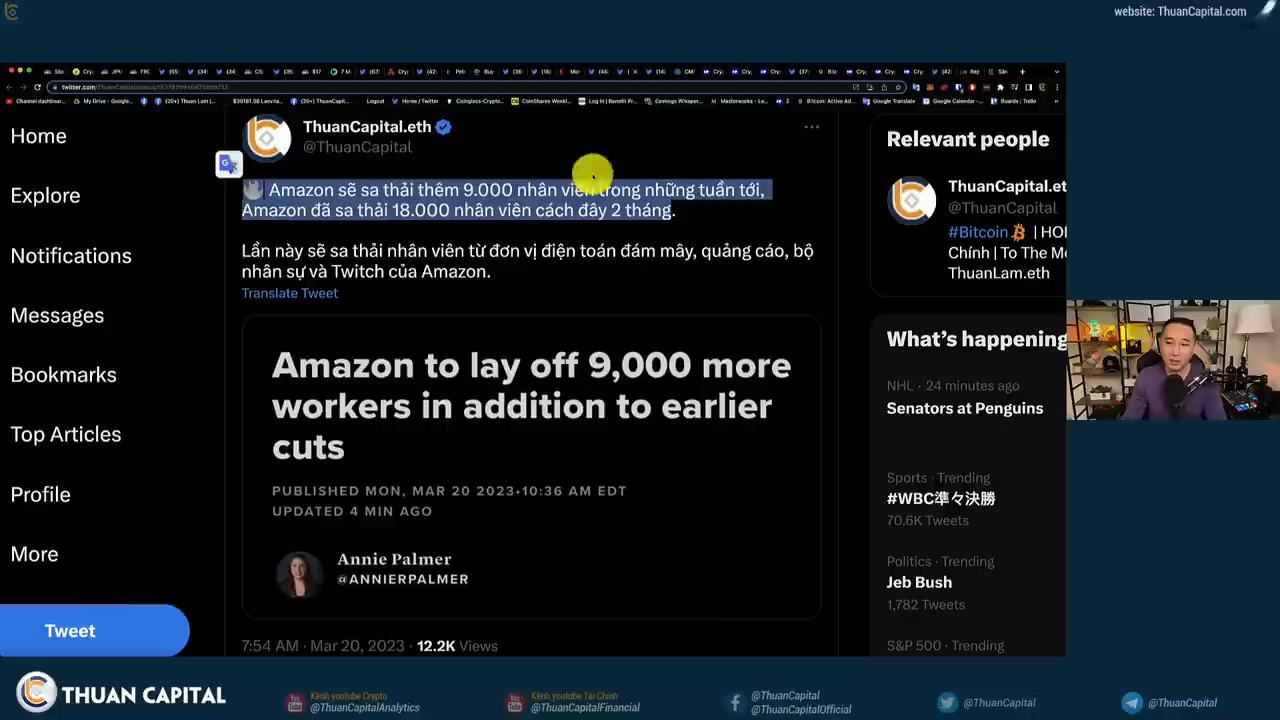 website: ThuanCapital.com
Home
Explore
Notifications
Messages
Bookmarks
Top Articles
Profile
More
Tweet
ThuanCapital.eth
@ThuanCapital
Amazon sẽ sa thải thêm 9.000 nhân viên trong những tuần tới,
Amazon đã sa thải 18.000 nhân viên cách đây 2 tháng.
Lần này sẽ sa thải nhân viên từ đơn vị điện toán đám mây, quảng cáo, bộ
nhân sự và Twitch của Amazon.
Translate Tweet
Amazon to lay off 9,000 more
workers in addition to earlier
cuts
PUBLISHED MON, MAR 20 2023•10:36 AM EDT
UPDATED 4 MIN AGO
Annie Palmer
@ANNIERPALMER
7:54 AM · Mar 20, 2023 · 12.2K Views
Relevant people
ThuanCapital.et
@ThuanCapital
#Bitcoin | HO
Chính | To The M
ThuanLam.eth
What's happening
NHL · 24 minutes ago
Senators at Penguins
Sports · Trending
#WBC準々決勝
70.6K Tweets
Politics · Trending
Jeb Bush
1,782 Tweets
S&P 500 · Trending
THUAN CAPITAL
Kênh youtube Crypto
@ThuanCapitalAnalytics
Kênh youtube Tài Chính
@ThuanCapitalFinancial
@ThuanCapital
@ThuanCapitalOfficial
@ThuanCapital
@ThuanCapital